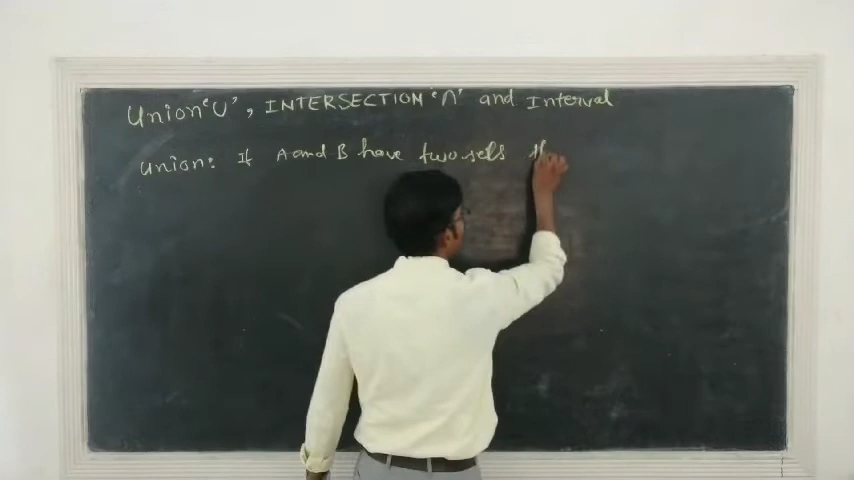 Union 'U', INTERSECTION 'n' and Interval
Union: If A and B have two sets